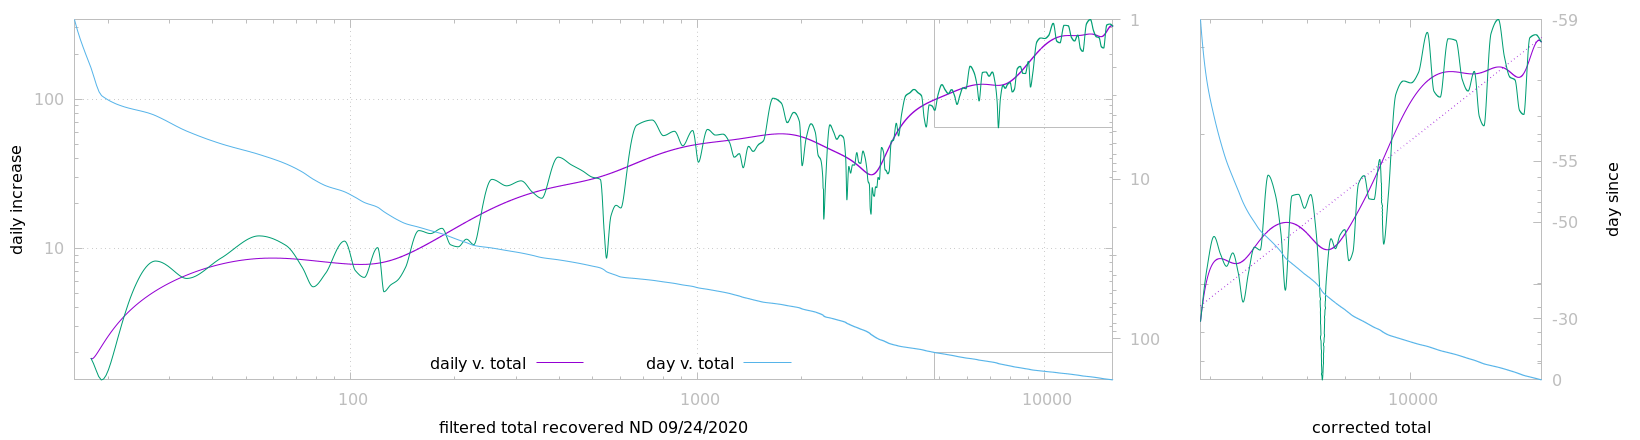 daily increase
100
10
daily v. total
day v. total
100
1000
10000
filtered total recovered ND 09/24/2020
1
10
100
10000
corrected total
-59
-55
-50
-30
0
day since